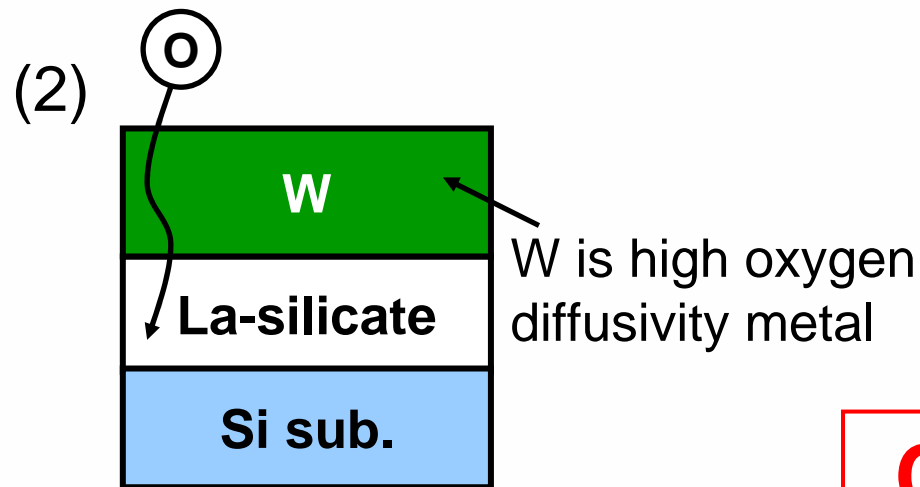 O
(2)
W
W is high oxygen
diffusivity metal
La-silicate
Si sub.